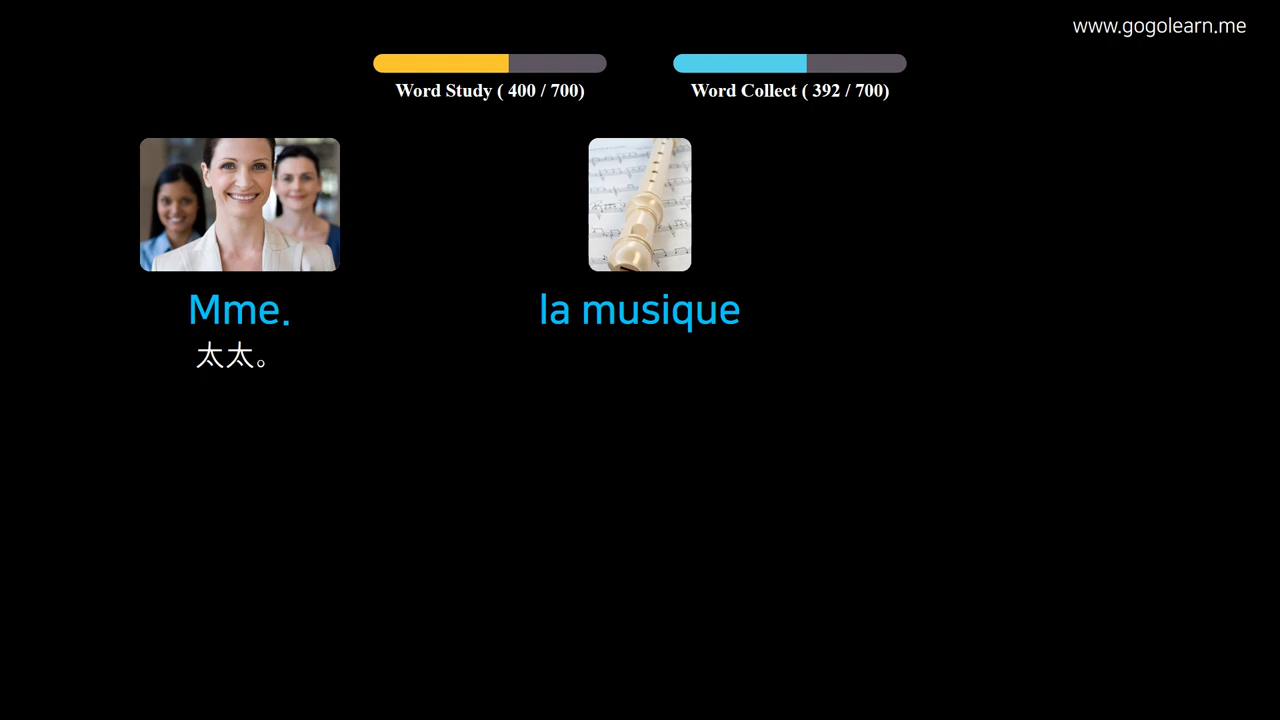 www.gogolearn.me
Word Study ( 400 / 700)
Word Collect ( 392 / 700)
Mme.
la musique
太太。